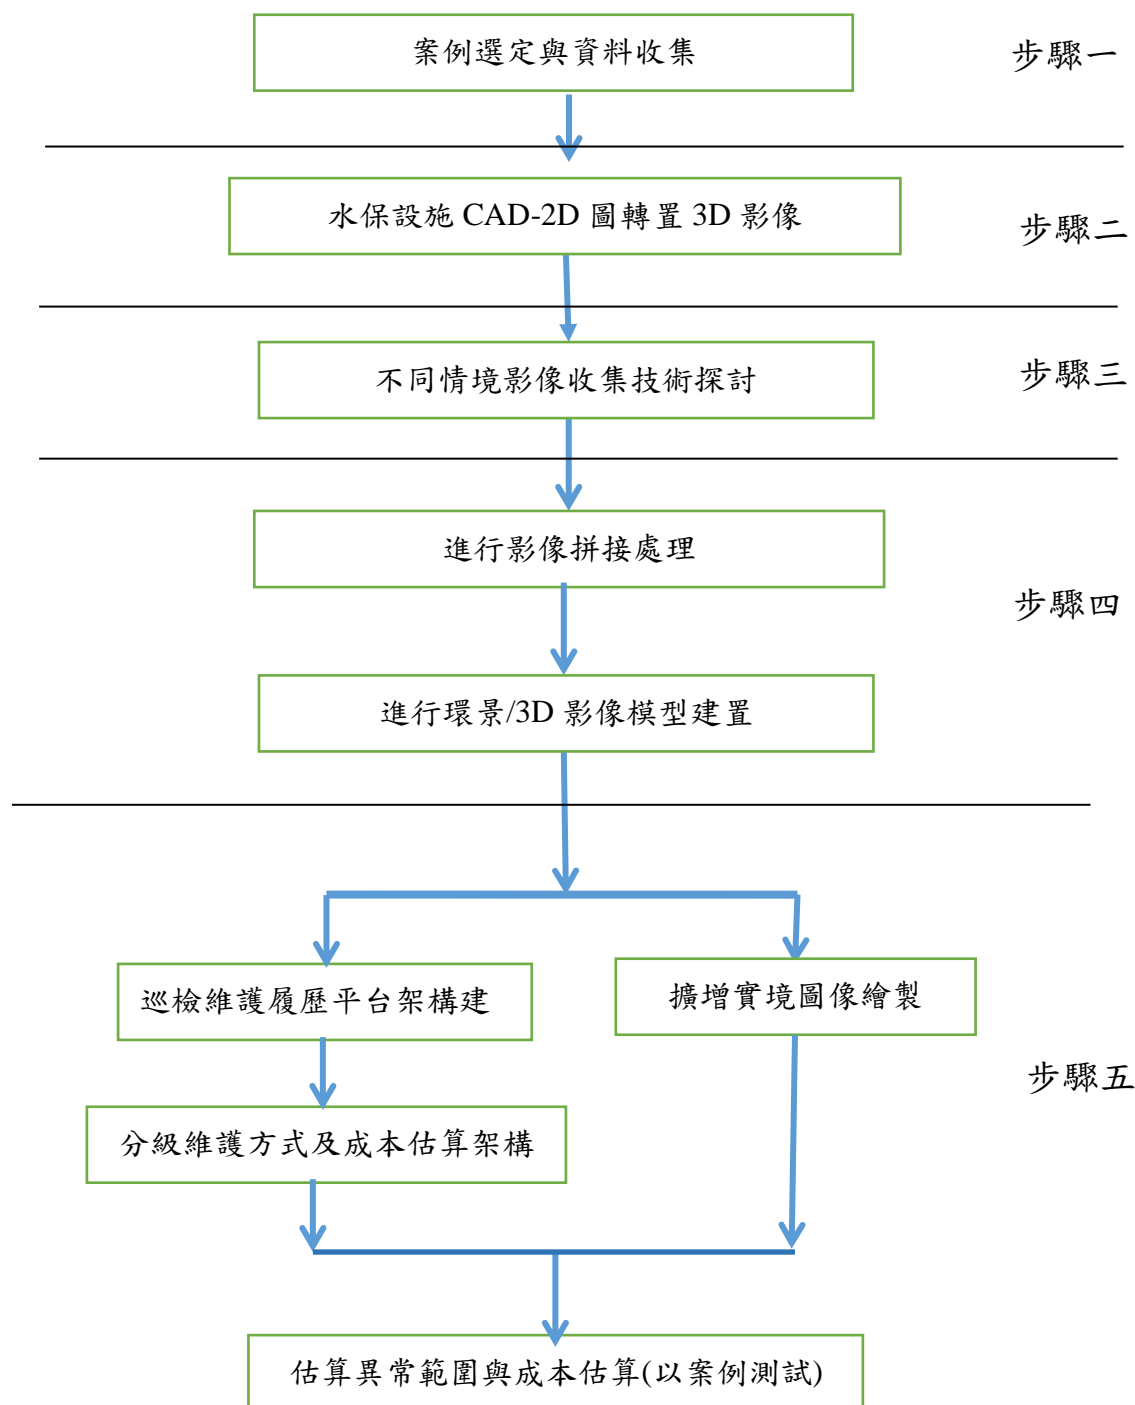 案例選定與資料收集
步驟一
水保設施 CAD-2D 圖轉置 3D 影像
步驟二
不同情境影像收集技術探討
步驟三
進行影像拼接處理
步驟四
進行環景/3D 影像模型建置
巡檢維護履歷平台架構建
擴增實境圖像繪製
步驟五
分級維護方式及成本估算架構
估算異常範圍與成本估算(以案例測試)